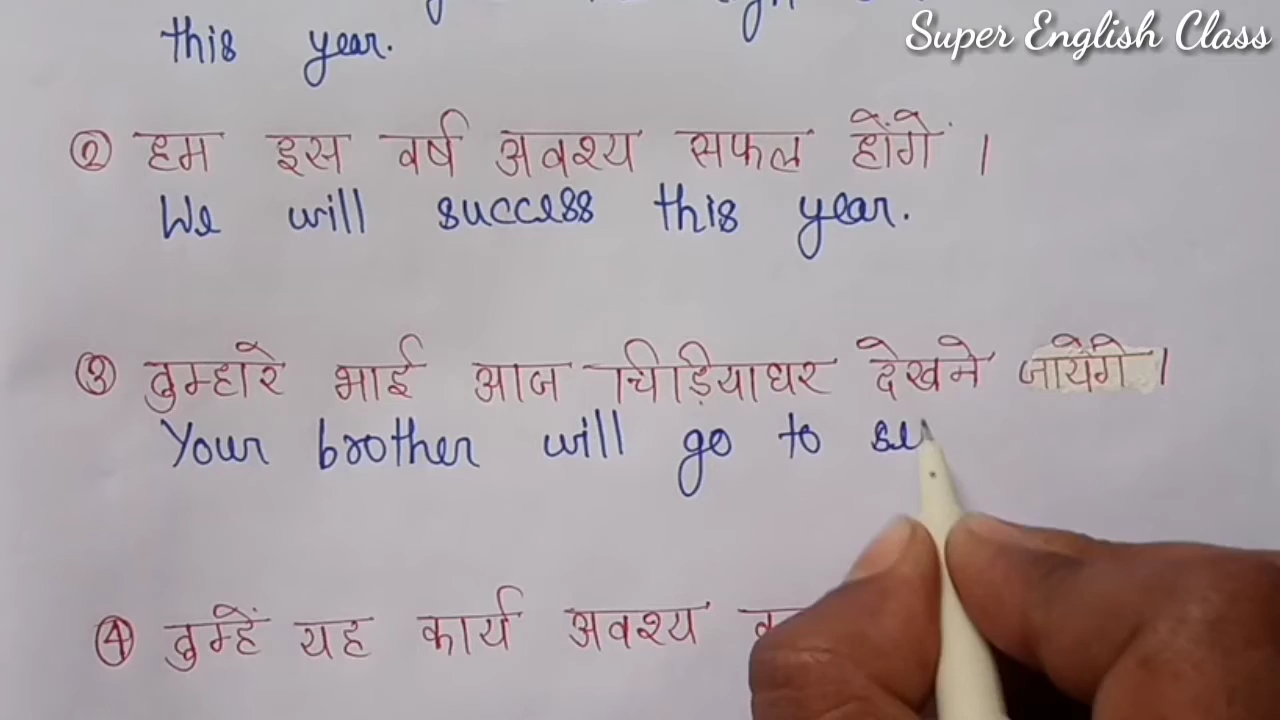 Super English Class
this year.
② हम इस वर्ष अवश्य सफल होंगें ।
We will success this year.
③ तुम्हारे भाई आज चिड़ियाघर देखने जायेंगे ।
Your brother will go to
④ तुम्हें यह कार्य अवश्य